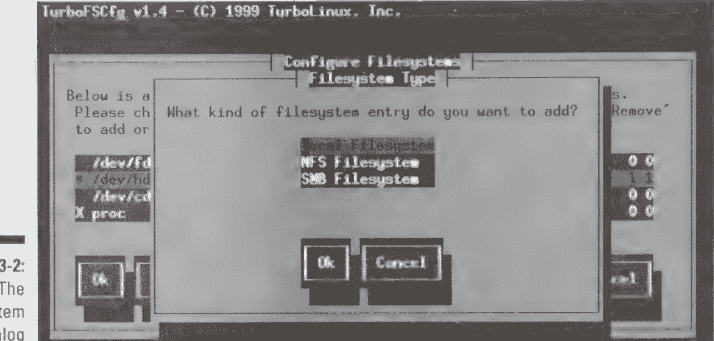 TurboFSCfg v1.4 - (C) 1999 TurboLinux, Inc.
Configure Filesystems
Filesystem Type
Below is a
s.
Please ch
Remove"
to add or
What kind of filesystem entry do you want to add?
Local Filesystem
NFS Filesystem
SMB Filesystem
/dev/fd 0 0
* /dev/hd 1 1
/dev/cd 0 0
X proc 0 0
Ok
Cancel
Ok
cel
3-2:
The
tem
alog